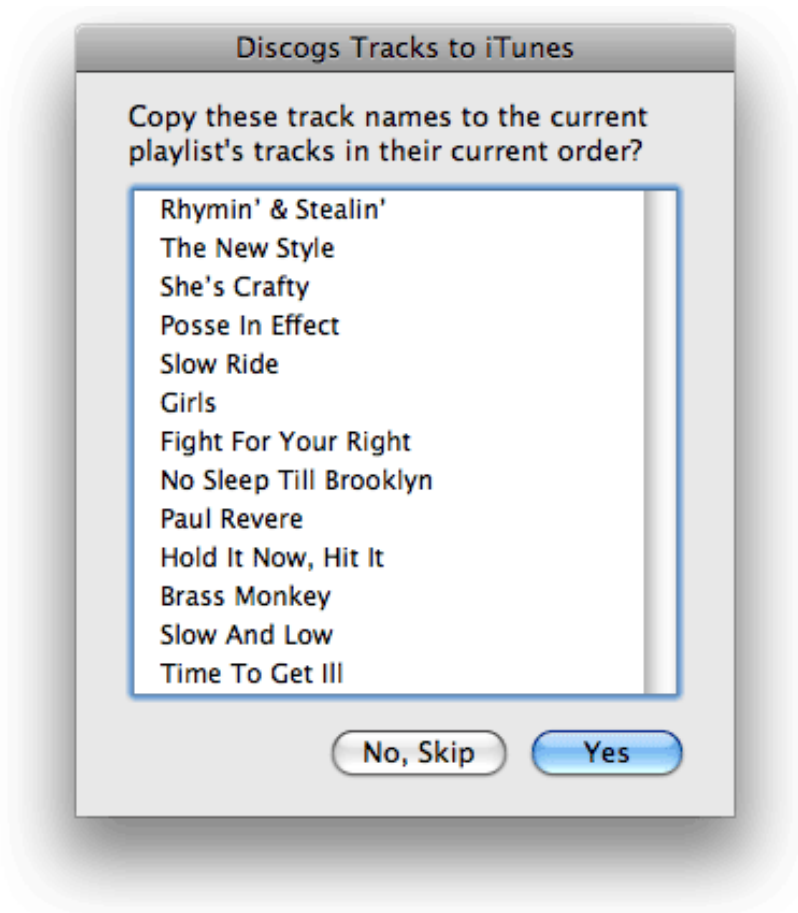 Discogs Tracks to iTunes
Copy these track names to the current
playlist's tracks in their current order?
Rhymin’ & Stealin’
The New Style
She’s Crafty
Posse In Effect
Slow Ride
Girls
Fight For Your Right
No Sleep Till Brooklyn
Paul Revere
Hold It Now, Hit It
Brass Monkey
Slow And Low
Time To Get Ill
No, Skip
Yes